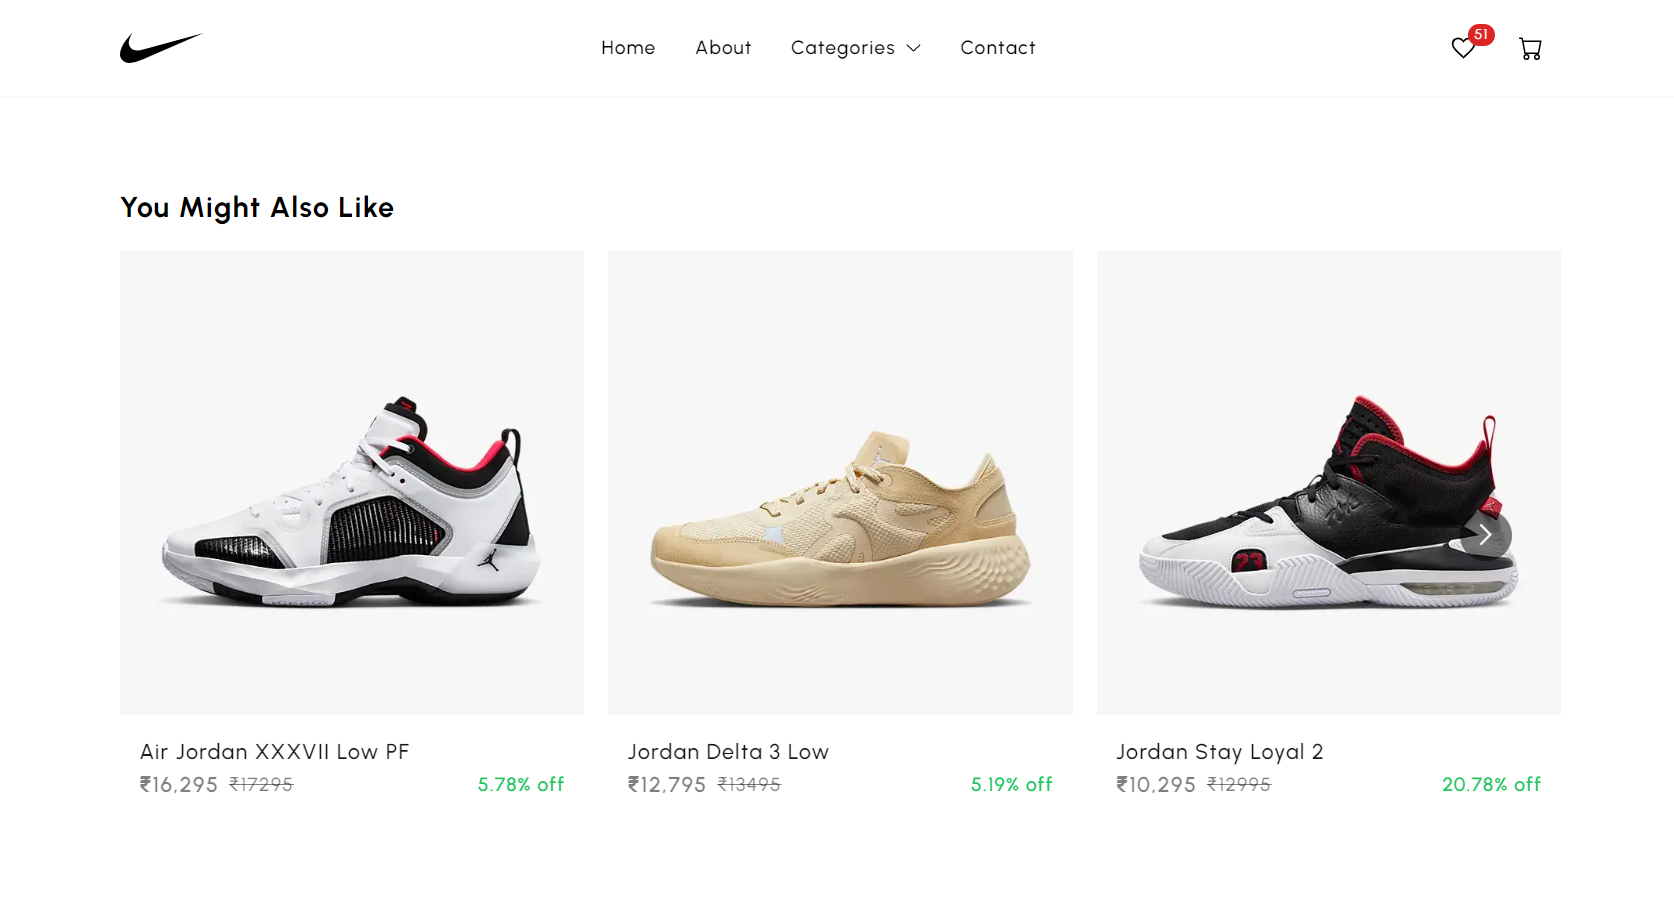 Home About Categories Contact 51
You Might Also Like
Air Jordan XXXVII Low PF
₹16,295 ₹17295 5.78% off
Jordan Delta 3 Low
₹12,795 ₹13495 5.19% off
23
Jordan Stay Loyal 2
₹10,295 ₹12995 20.78% off